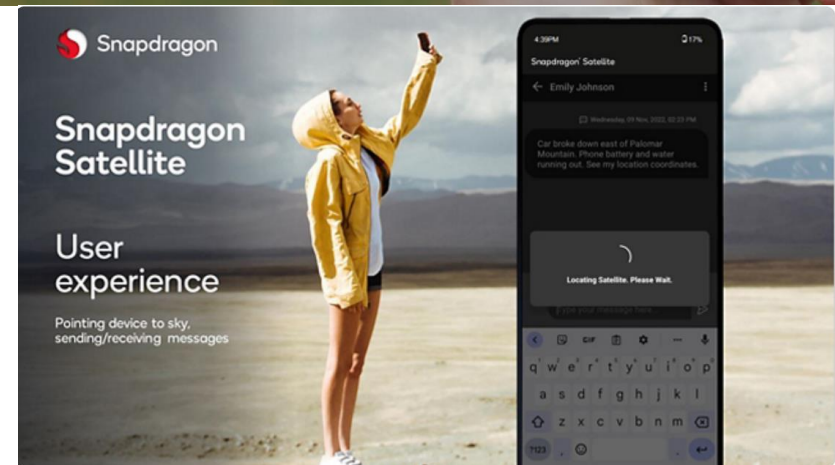 Snapdragon
Snapdragon
Satellite
User
experience
Pointing device to sky,
sending/receiving messages
4:39PM
17%
Snapdragon Satellite
Emily Johnson
Wednesday, 09 Nov, 2022, 02:23 PM
Car broke down east of Palomar
Mountain. Phone battery and water
running out. See my location coordinates.
Locating Satellite. Please Wait.
Type your message here...
GIF
q w e r t y u i o p
a s d f g h j k l
z x c v b n m
?123 , .